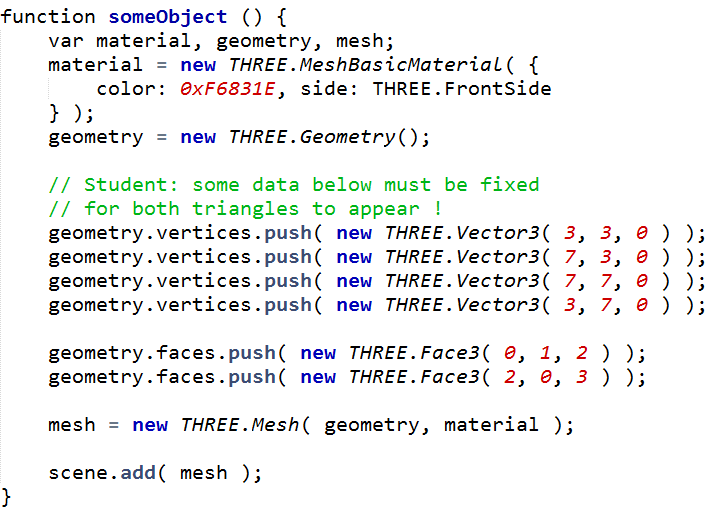 function someObject () {
    var material, geometry, mesh;
    material = new THREE.MeshBasicMaterial( {
        color: 0xF6831E, side: THREE.FrontSide
    } );
    geometry = new THREE.Geometry();

    // Student: some data below must be fixed
    // for both triangles to appear !
    geometry.vertices.push( new THREE.Vector3( 3, 3, 0 ) );
    geometry.vertices.push( new THREE.Vector3( 7, 3, 0 ) );
    geometry.vertices.push( new THREE.Vector3( 7, 7, 0 ) );
    geometry.vertices.push( new THREE.Vector3( 3, 7, 0 ) );

    geometry.faces.push( new THREE.Face3( 0, 1, 2 ) );
    geometry.faces.push( new THREE.Face3( 2, 0, 3 ) );

    mesh = new THREE.Mesh( geometry, material );

    scene.add( mesh );
}